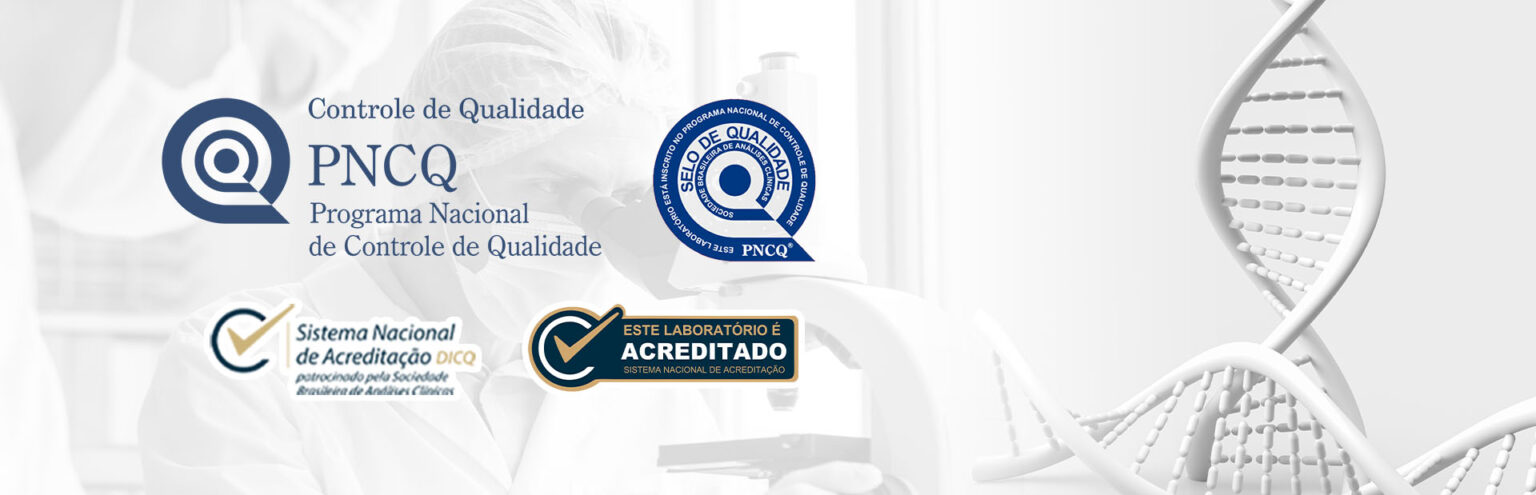 Controle de Qualidade
PNCQ
Programa Nacional
de Controle de Qualidade
ESTE LABORATÓRIO ESTÁ INSCRITO NO PROGRAMA NACIONAL DE CONTROLE DE QUALIDADE
SELO DE QUALIDADE
SOCIEDADE BRASILEIRA DE ANÁLISES CLÍNICAS
PNCQ®
Sistema Nacional
de Acreditação DICQ
patrocinado pela Sociedade
Brasileira de Análises Clínicas
ESTE LABORATÓRIO É
ACREDITADO
SISTEMA NACIONAL DE ACREDITAÇÃO